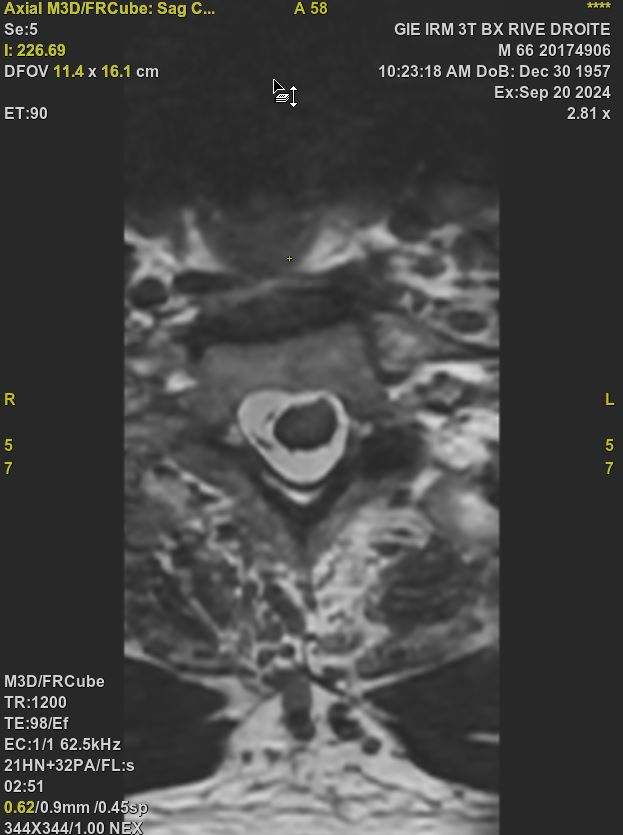 Axial M3D/FRCube: Sag C...
A 58
****
Se:5
GIE IRM 3T BX RIVE DROITE
I: 226.69
M 66 20174906
DFOV 11.4 x 16.1 cm
10:23:18 AM DoB: Dec 30 1957
Ex:Sep 20 2024
ET:90
2.81 x
R
L
5
5
7
7
M3D/FRCube
TR:1200
TE:98/Ef
EC:1/1 62.5kHz
21HN+32PA/FL:s
02:51
0.62/0.9mm /0.45sp
344X344/1.00 NEX